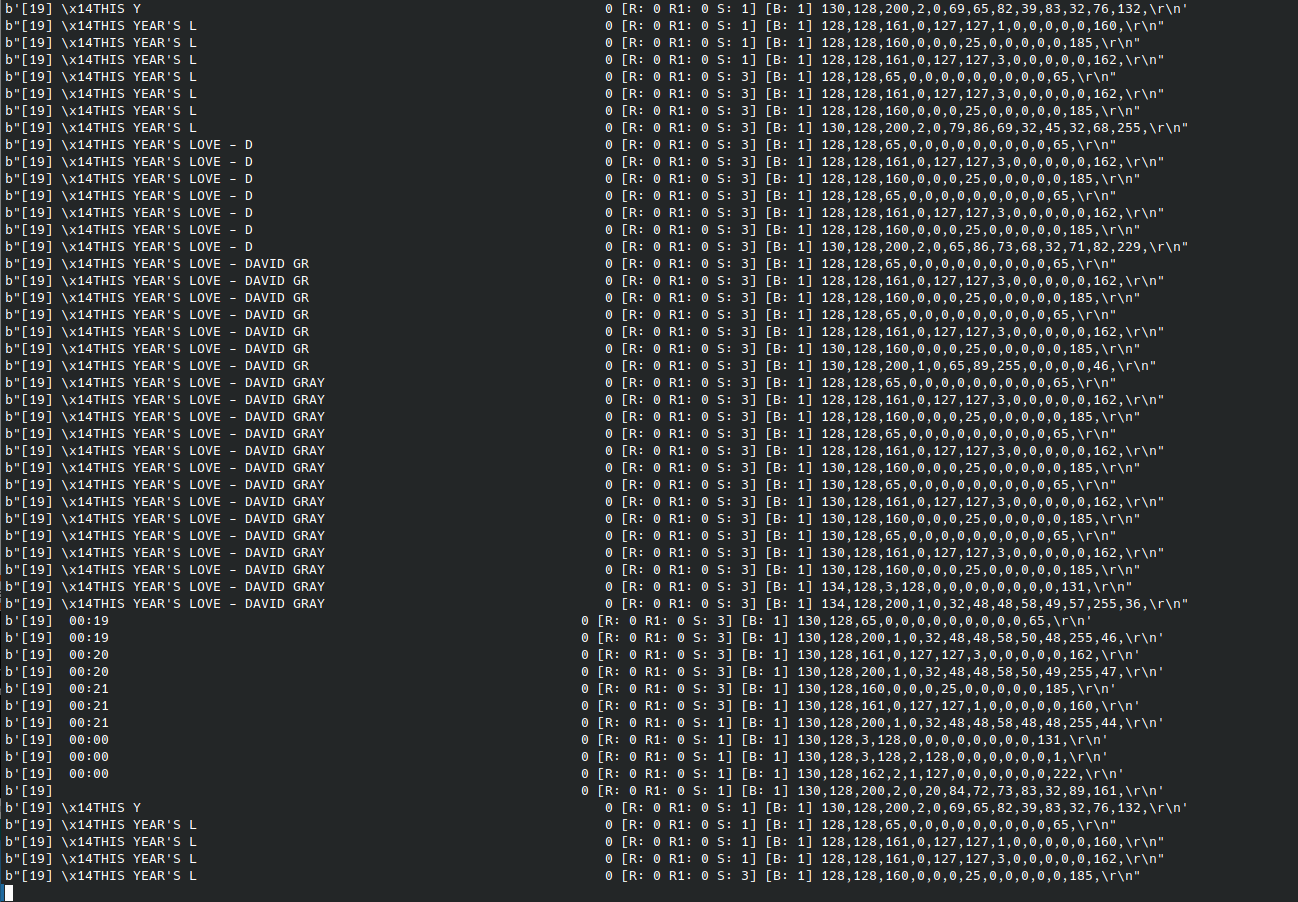 b'[19] \x14THIS Y 0 [R: 0 R1: 0 S: 1] [B: 1] 130,128,200,2,0,69,65,82,39,83,32,76,132,\r\n'
b"[19] \x14THIS YEAR'S L 0 [R: 0 R1: 0 S: 1] [B: 1] 128,128,161,0,127,127,1,0,0,0,0,0,160,\r\n"
b"[19] \x14THIS YEAR'S L 0 [R: 0 R1: 0 S: 1] [B: 1] 128,128,160,0,0,0,25,0,0,0,0,0,185,\r\n"
b"[19] \x14THIS YEAR'S L 0 [R: 0 R1: 0 S: 1] [B: 1] 128,128,161,0,127,127,3,0,0,0,0,0,162,\r\n"
b"[19] \x14THIS YEAR'S L 0 [R: 0 R1: 0 S: 3] [B: 1] 128,128,65,0,0,0,0,0,0,0,0,0,65,\r\n"
b"[19] \x14THIS YEAR'S L 0 [R: 0 R1: 0 S: 3] [B: 1] 128,128,161,0,127,127,3,0,0,0,0,0,162,\r\n"
b"[19] \x14THIS YEAR'S L 0 [R: 0 R1: 0 S: 3] [B: 1] 128,128,160,0,0,0,25,0,0,0,0,0,185,\r\n"
b"[19] \x14THIS YEAR'S L 0 [R: 0 R1: 0 S: 3] [B: 1] 130,128,200,2,0,79,86,69,32,45,32,68,255,\r\n"
b"[19] \x14THIS YEAR'S LOVE - D 0 [R: 0 R1: 0 S: 3] [B: 1] 128,128,65,0,0,0,0,0,0,0,0,0,65,\r\n"
b"[19] \x14THIS YEAR'S LOVE - D 0 [R: 0 R1: 0 S: 3] [B: 1] 128,128,161,0,127,127,3,0,0,0,0,0,162,\r\n"
b"[19] \x14THIS YEAR'S LOVE - D 0 [R: 0 R1: 0 S: 3] [B: 1] 128,128,160,0,0,0,25,0,0,0,0,0,185,\r\n"
b"[19] \x14THIS YEAR'S LOVE - D 0 [R: 0 R1: 0 S: 3] [B: 1] 128,128,65,0,0,0,0,0,0,0,0,0,65,\r\n"
b"[19] \x14THIS YEAR'S LOVE - D 0 [R: 0 R1: 0 S: 3] [B: 1] 128,128,161,0,127,127,3,0,0,0,0,0,162,\r\n"
b"[19] \x14THIS YEAR'S LOVE - D 0 [R: 0 R1: 0 S: 3] [B: 1] 128,128,160,0,0,0,25,0,0,0,0,0,185,\r\n"
b"[19] \x14THIS YEAR'S LOVE - D 0 [R: 0 R1: 0 S: 3] [B: 1] 130,128,200,2,0,65,86,73,68,32,71,82,229,\r\n"
b"[19] \x14THIS YEAR'S LOVE - DAVID GR 0 [R: 0 R1: 0 S: 3] [B: 1] 128,128,65,0,0,0,0,0,0,0,0,0,65,\r\n"
b"[19] \x14THIS YEAR'S LOVE - DAVID GR 0 [R: 0 R1: 0 S: 3] [B: 1] 128,128,161,0,127,127,3,0,0,0,0,0,162,\r\n"
b"[19] \x14THIS YEAR'S LOVE - DAVID GR 0 [R: 0 R1: 0 S: 3] [B: 1] 128,128,160,0,0,0,25,0,0,0,0,0,185,\r\n"
b"[19] \x14THIS YEAR'S LOVE - DAVID GR 0 [R: 0 R1: 0 S: 3] [B: 1] 128,128,65,0,0,0,0,0,0,0,0,0,65,\r\n"
b"[19] \x14THIS YEAR'S LOVE - DAVID GR 0 [R: 0 R1: 0 S: 3] [B: 1] 128,128,161,0,127,127,3,0,0,0,0,0,162,\r\n"
b"[19] \x14THIS YEAR'S LOVE - DAVID GR 0 [R: 0 R1: 0 S: 3] [B: 1] 130,128,160,0,0,0,25,0,0,0,0,0,185,\r\n"
b"[19] \x14THIS YEAR'S LOVE - DAVID GR 0 [R: 0 R1: 0 S: 3] [B: 1] 130,128,200,1,0,65,89,255,0,0,0,0,46,\r\n"
b"[19] \x14THIS YEAR'S LOVE - DAVID GRAY 0 [R: 0 R1: 0 S: 3] [B: 1] 128,128,65,0,0,0,0,0,0,0,0,0,65,\r\n"
b"[19] \x14THIS YEAR'S LOVE - DAVID GRAY 0 [R: 0 R1: 0 S: 3] [B: 1] 128,128,161,0,127,127,3,0,0,0,0,0,162,\r\n"
b"[19] \x14THIS YEAR'S LOVE - DAVID GRAY 0 [R: 0 R1: 0 S: 3] [B: 1] 128,128,160,0,0,0,25,0,0,0,0,0,185,\r\n"
b"[19] \x14THIS YEAR'S LOVE - DAVID GRAY 0 [R: 0 R1: 0 S: 3] [B: 1] 128,128,65,0,0,0,0,0,0,0,0,0,65,\r\n"
b"[19] \x14THIS YEAR'S LOVE - DAVID GRAY 0 [R: 0 R1: 0 S: 3] [B: 1] 128,128,161,0,127,127,3,0,0,0,0,0,162,\r\n"
b"[19] \x14THIS YEAR'S LOVE - DAVID GRAY 0 [R: 0 R1: 0 S: 3] [B: 1] 130,128,160,0,0,0,25,0,0,0,0,0,185,\r\n"
b"[19] \x14THIS YEAR'S LOVE - DAVID GRAY 0 [R: 0 R1: 0 S: 3] [B: 1] 130,128,65,0,0,0,0,0,0,0,0,0,65,\r\n"
b"[19] \x14THIS YEAR'S LOVE - DAVID GRAY 0 [R: 0 R1: 0 S: 3] [B: 1] 130,128,161,0,127,127,3,0,0,0,0,0,162,\r\n"
b"[19] \x14THIS YEAR'S LOVE - DAVID GRAY 0 [R: 0 R1: 0 S: 3] [B: 1] 130,128,160,0,0,0,25,0,0,0,0,0,185,\r\n"
b"[19] \x14THIS YEAR'S LOVE - DAVID GRAY 0 [R: 0 R1: 0 S: 3] [B: 1] 130,128,65,0,0,0,0,0,0,0,0,0,65,\r\n"
b"[19] \x14THIS YEAR'S LOVE - DAVID GRAY 0 [R: 0 R1: 0 S: 3] [B: 1] 130,128,161,0,127,127,3,0,0,0,0,0,162,\r\n"
b"[19] \x14THIS YEAR'S LOVE - DAVID GRAY 0 [R: 0 R1: 0 S: 3] [B: 1] 130,128,160,0,0,0,25,0,0,0,0,0,185,\r\n"
b"[19] \x14THIS YEAR'S LOVE - DAVID GRAY 0 [R: 0 R1: 0 S: 3] [B: 1] 134,128,3,128,0,0,0,0,0,0,0,0,131,\r\n"
b"[19] \x14THIS YEAR'S LOVE - DAVID GRAY 0 [R: 0 R1: 0 S: 3] [B: 1] 134,128,200,1,0,32,48,48,58,49,57,255,36,\r\n"
b'[19] 00:19 0 [R: 0 R1: 0 S: 3] [B: 1] 130,128,65,0,0,0,0,0,0,0,0,0,65,\r\n'
b'[19] 00:19 0 [R: 0 R1: 0 S: 3] [B: 1] 130,128,200,1,0,32,48,48,58,50,48,255,46,\r\n'
b'[19] 00:20 0 [R: 0 R1: 0 S: 3] [B: 1] 130,128,161,0,127,127,3,0,0,0,0,0,162,\r\n'
b'[19] 00:20 0 [R: 0 R1: 0 S: 3] [B: 1] 130,128,200,1,0,32,48,48,58,50,49,255,47,\r\n'
b'[19] 00:21 0 [R: 0 R1: 0 S: 3] [B: 1] 130,128,160,0,0,0,25,0,0,0,0,0,185,\r\n'
b'[19] 00:21 0 [R: 0 R1: 0 S: 3] [B: 1] 130,128,161,0,127,127,1,0,0,0,0,0,160,\r\n'
b'[19] 00:21 0 [R: 0 R1: 0 S: 1] [B: 1] 130,128,200,1,0,32,48,48,58,48,48,255,44,\r\n'
b'[19] 00:00 0 [R: 0 R1: 0 S: 1] [B: 1] 130,128,3,128,0,0,0,0,0,0,0,0,131,\r\n'
b'[19] 00:00 0 [R: 0 R1: 0 S: 1] [B: 1] 130,128,3,128,2,128,0,0,0,0,0,0,1,\r\n'
b'[19] 00:00 0 [R: 0 R1: 0 S: 1] [B: 1] 130,128,162,2,1,127,0,0,0,0,0,0,222,\r\n'
b'[19] 0 [R: 0 R1: 0 S: 1] [B: 1] 130,128,200,2,0,20,84,72,73,83,32,89,161,\r\n'
b'[19] \x14THIS Y 0 [R: 0 R1: 0 S: 1] [B: 1] 130,128,200,2,0,69,65,82,39,83,32,76,132,\r\n'
b"[19] \x14THIS YEAR'S L 0 [R: 0 R1: 0 S: 1] [B: 1] 128,128,65,0,0,0,0,0,0,0,0,0,65,\r\n"
b"[19] \x14THIS YEAR'S L 0 [R: 0 R1: 0 S: 1] [B: 1] 128,128,161,0,127,127,1,0,0,0,0,0,160,\r\n"
b"[19] \x14THIS YEAR'S L 0 [R: 0 R1: 0 S: 1] [B: 1] 128,128,161,0,127,127,3,0,0,0,0,0,162,\r\n"
b"[19] \x14THIS YEAR'S L 0 [R: 0 R1: 0 S: 3] [B: 1] 128,128,160,0,0,0,25,0,0,0,0,0,185,\r\n"